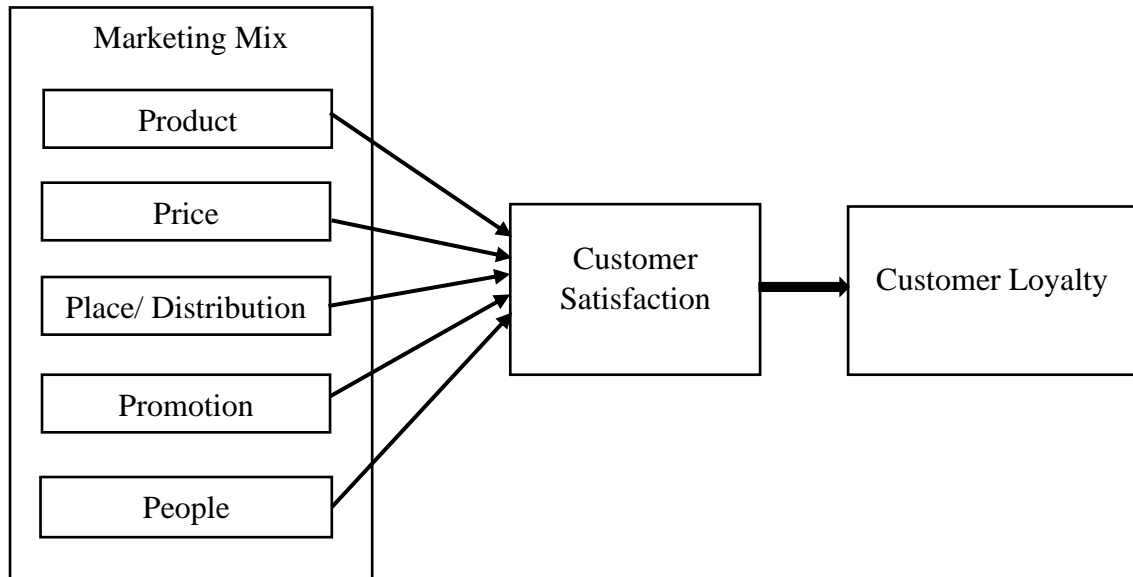 Marketing Mix
Product
Price
Place/ Distribution
Promotion
People
Customer
Satisfaction
Customer Loyalty